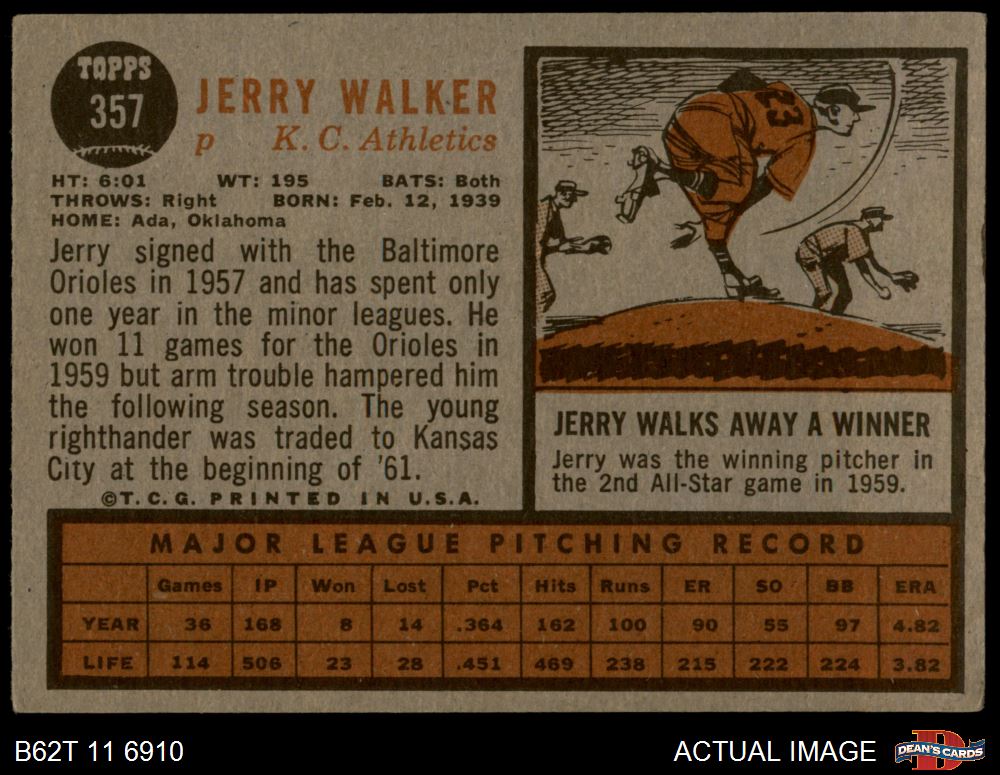 TOPPS
357
JERRY WALKER
p K. C. Athletics
HT: 6:01 WT: 195 BATS: Both
THROWS: Right BORN: Feb. 12, 1939
HOME: Ada, Oklahoma
Jerry signed with the Baltimore
Orioles in 1957 and has spent only
one year in the minor leagues. He
won 11 games for the Orioles in
1959 but arm trouble hampered him
the following season. The young
righthander was traded to Kansas
City at the beginning of '61.
©T.C.G. PRINTED IN U.S.A.
23
JERRY WALKS AWAY A WINNER
Jerry was the winning pitcher in
the 2nd All-Star game in 1959.
MAJOR LEAGUE PITCHING RECORD
Games IP Won Lost Pct Hits Runs ER SO BB ERA
YEAR 36 168 8 14 .364 162 100 90 55 97 4.82
LIFE 114 506 23 28 .451 469 238 215 222 224 3.82
B62T 11 6910
ACTUAL IMAGE
D
DEAN'S CARDS